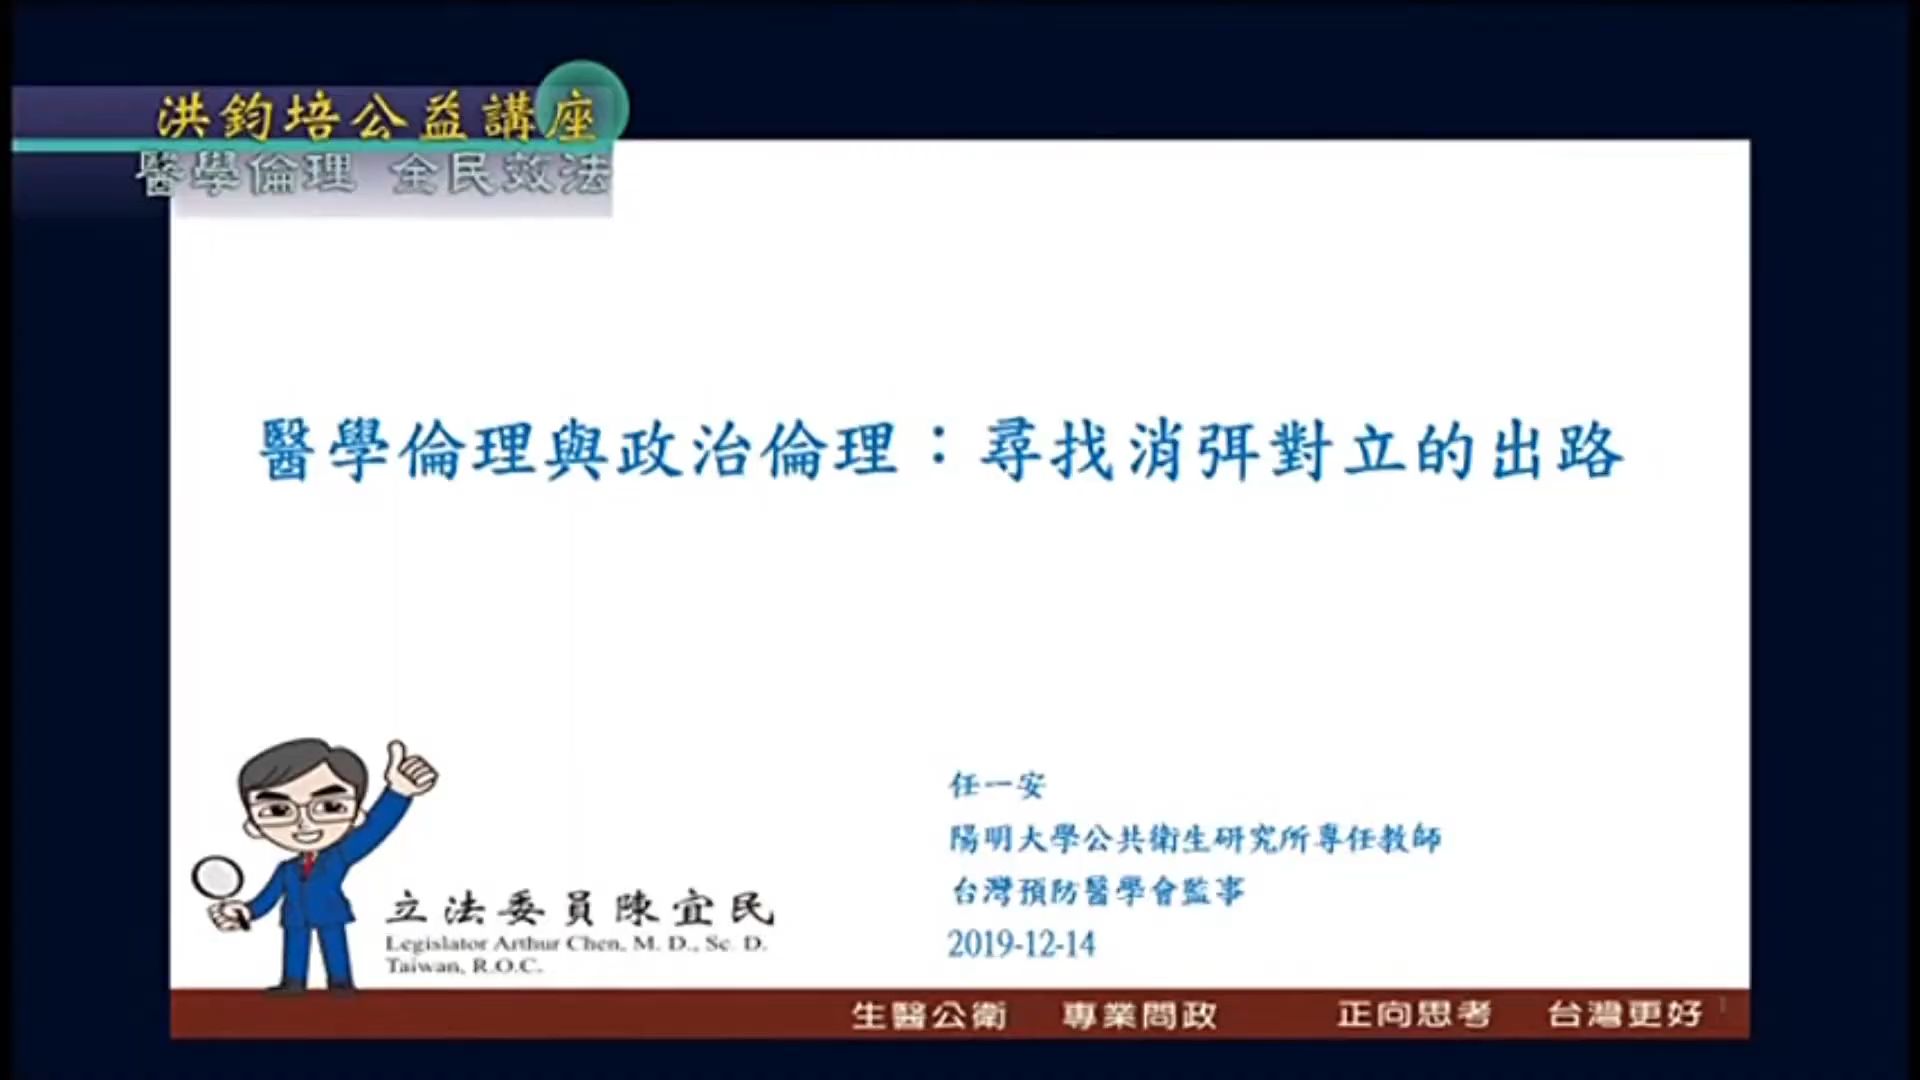 洪鈞培公益講座
醫學倫理 全民效法
醫學倫理與政治倫理：尋找消弭對立的出路
任一安
陽明大學公共衛生研究所專任教師
台灣預防醫學會監事
2019-12-14
立法委員陳宜民
Legislator Arthur Chen, M. D., Sc. D.
Taiwan, R.O.C.
生醫公衛 專業問政 正向思考 台灣更好 1